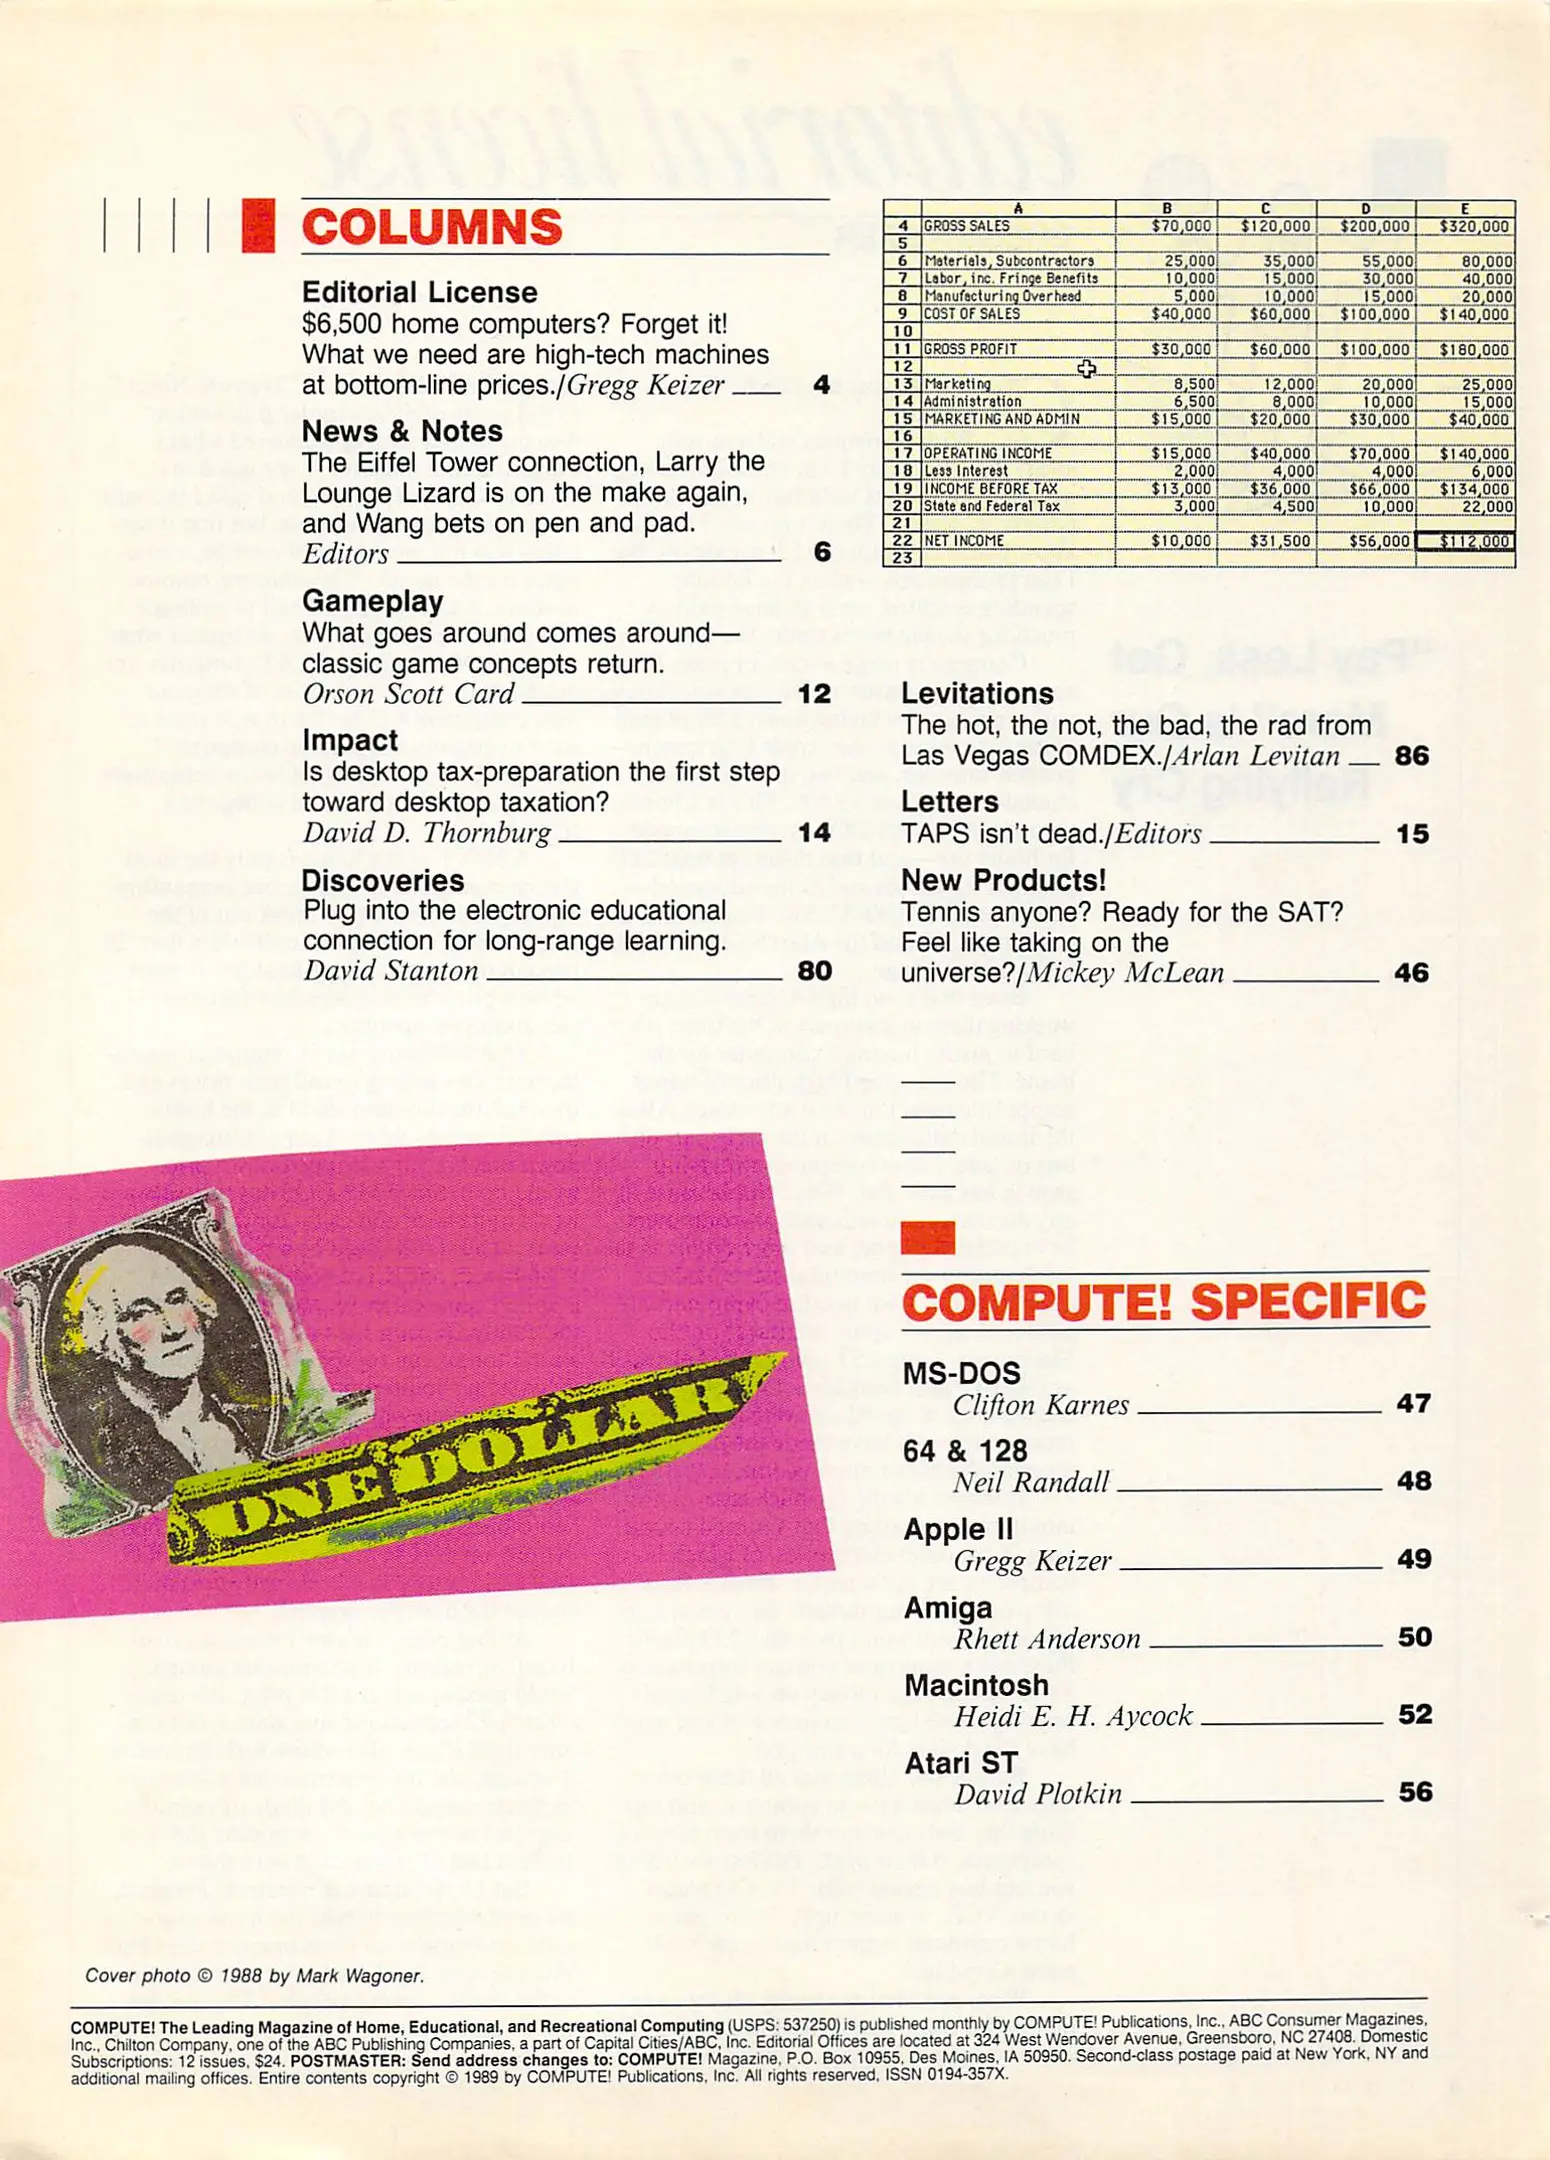 COLUMNS
Editorial License
$6,500 home computers? Forget it!
What we need are high-tech machines
at bottom-line prices./Gregg Keizer 4
News & Notes
The Eiffel Tower connection, Larry the
Lounge Lizard is on the make again,
and Wang bets on pen and pad.
Editors 6
Gameplay
What goes around comes around—
classic game concepts return.
Orson Scott Card 12
Impact
Is desktop tax-preparation the first step
toward desktop taxation?
David D. Thornburg 14
Discoveries
Plug into the electronic educational
connection for long-range learning.
David Stanton 80
A B C D E
4 GROSS SALES $70,000 $120,000 $200,000 $320,000
5
6 Materials, Subcontractors 25,000 35,000 55,000 80,000
7 Labor, inc. Fringe Benefits 10,000 15,000 30,000 40,000
8 Manufacturing Overhead 5,000 10,000 15,000 20,000
9 COST OF SALES $40,000 $60,000 $100,000 $140,000
10
11 GROSS PROFIT $30,000 $60,000 $100,000 $180,000
12
13 Marketing 8,500 12,000 20,000 25,000
14 Administration 6,500 8,000 10,000 15,000
15 MARKETING AND ADMIN $15,000 $20,000 $30,000 $40,000
16
17 OPERATING INCOME $15,000 $40,000 $70,000 $140,000
18 Less Interest 2,000 4,000 4,000 6,000
19 INCOME BEFORE TAX $13,000 $36,000 $66,000 $134,000
20 State and Federal Tax 3,000 4,500 10,000 22,000
21
22 NET INCOME $10,000 $31,500 $56,000 $112,000
23
Levitations
The hot, the not, the bad, the rad from
Las Vegas COMDEX./Arlan Levitan 86
Letters
TAPS isn't dead./Editors 15
New Products!
Tennis anyone? Ready for the SAT?
Feel like taking on the
universe?/Mickey McLean 46
COMPUTE! SPECIFIC
MS-DOS
Clifton Karnes 47
64 & 128
Neil Randall 48
Apple II
Gregg Keizer 49
Amiga
Rhett Anderson 50
Macintosh
Heidi E. H. Aycock 52
Atari ST
David Plotkin 56
ONE DOLLAR
Cover photo © 1988 by Mark Wagoner.
COMPUTE! The Leading Magazine of Home, Educational, and Recreational Computing (USPS: 537250) is published monthly by COMPUTE! Publications, Inc., ABC Consumer Magazines,
Inc., Chilton Company, one of the ABC Publishing Companies, a part of Capital Cities/ABC, Inc. Editorial Offices are located at 324 West Wendover Avenue, Greensboro, NC 27408. Domestic
Subscriptions: 12 issues, $24. POSTMASTER: Send address changes to: COMPUTE! Magazine, P.O. Box 10955, Des Moines, IA 50950. Second-class postage paid at New York, NY and
additional mailing offices. Entire contents copyright © 1989 by COMPUTE! Publications, Inc. All rights reserved, ISSN 0194-357X.